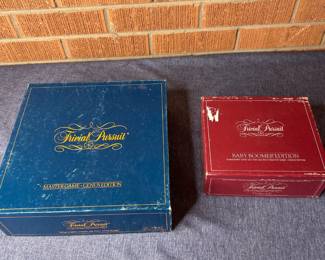 Trivial Pursuit
MASTER GAME - GENUS EDITION
Trivial Pursuit
Trivial Pursuit
BABY BOOMER EDITION
Trivial Pursuit